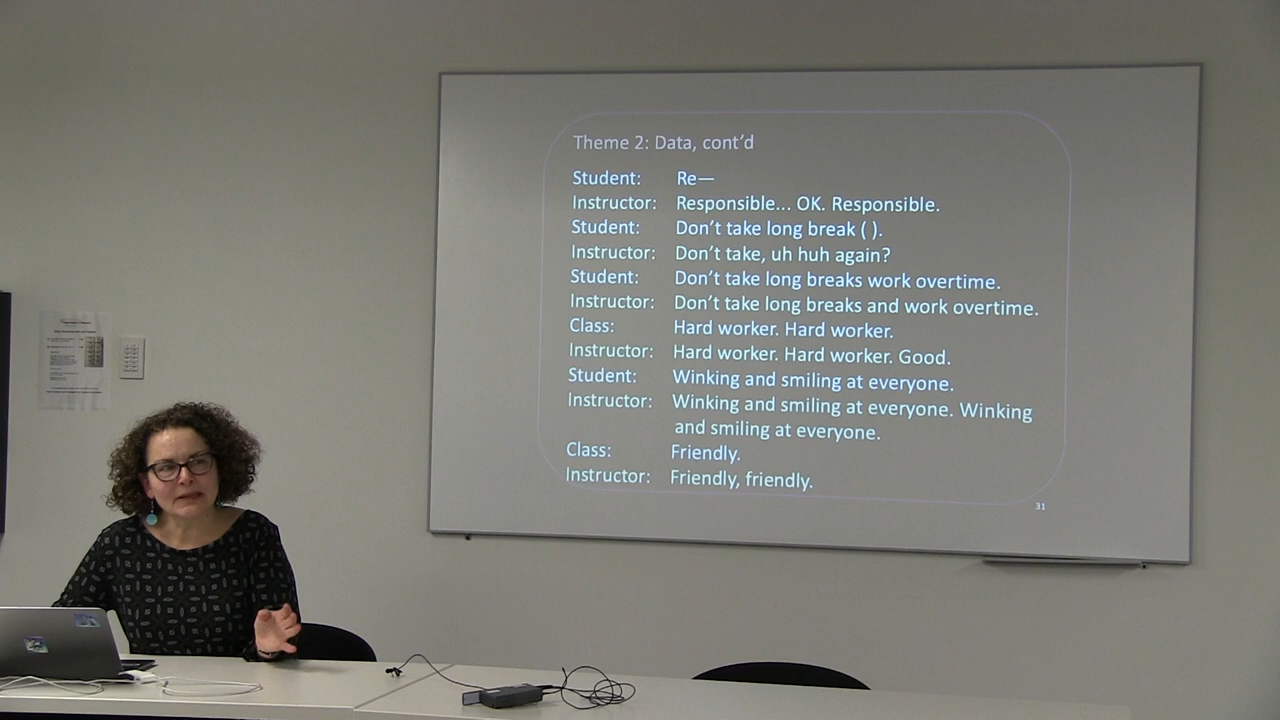 Theme 2: Data, cont’d
Student: Re—
Instructor: Responsible... OK. Responsible.
Student: Don’t take long break ( ).
Instructor: Don’t take, uh huh again?
Student: Don’t take long breaks work overtime.
Instructor: Don’t take long breaks and work overtime.
Class: Hard worker. Hard worker.
Instructor: Hard worker. Hard worker. Good.
Student: Winking and smiling at everyone.
Instructor: Winking and smiling at everyone. Winking
and smiling at everyone.
Class: Friendly.
Instructor: Friendly, friendly.
31